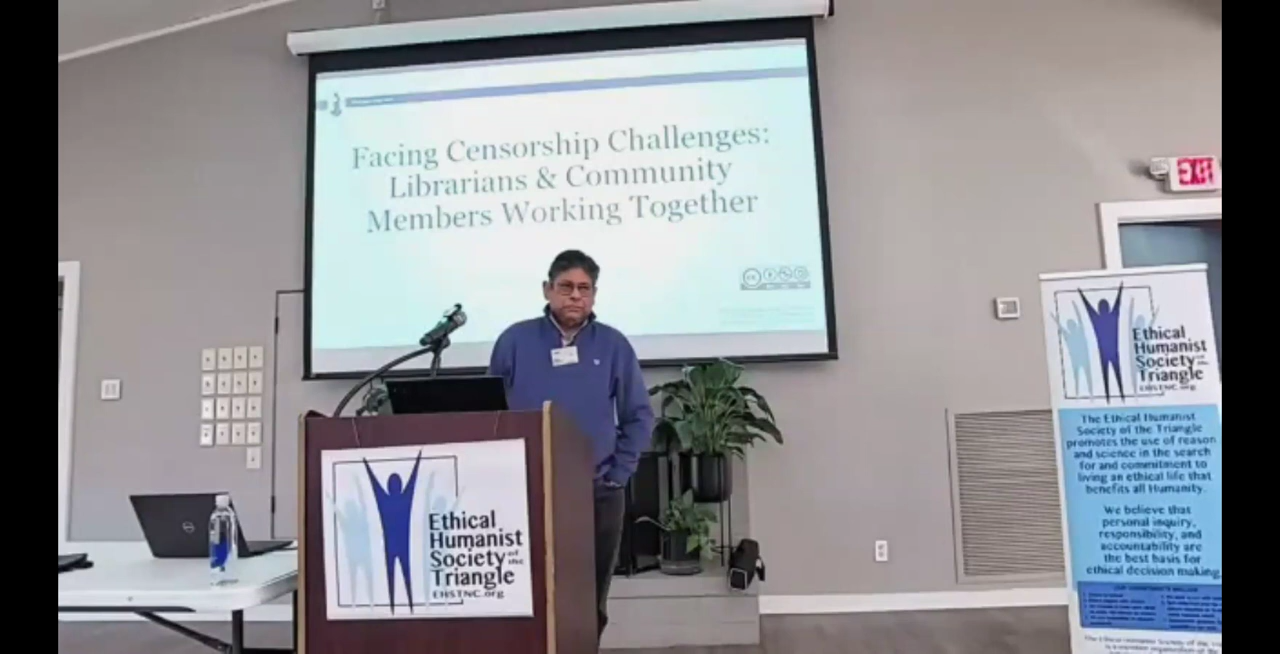 Facing Censorship Challenges:
Librarians & Community
Members Working Together
cc
EXIT
Ethical
Humanist
Society of the
Triangle
EHSTNC.org
The Ethical Humanist
Society of the Triangle
promotes the use of reason
and science in the search
for and commitment to
living an ethical life that
benefits all Humanity.
We believe that
personal inquiry,
responsibility, and
accountability are
the best basis for
ethical decision making.
Ethical
Humanist
Society of the
Triangle
EHSTNC.org
DELL